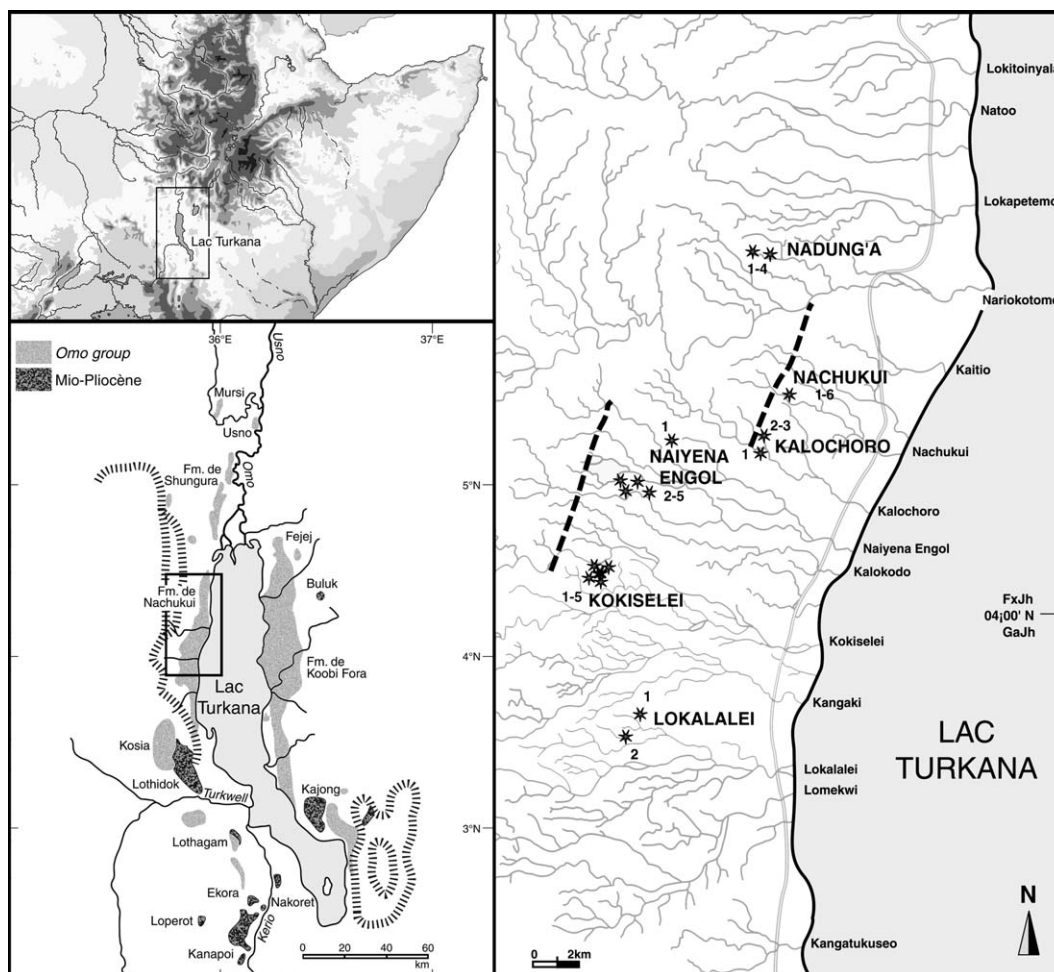 Lac Turkana
36°E
37°E
Omo group
Mio-Pliocène
Usno
Mursi
Usno
Omo
Fm. de
Shungura
5°N
Fejej
Buluk
Fm. de
Nachukui
Fm. de
Koobi Fora
4°N
Lac
Turkana
Kosia
Lothidok
Turkwell
Kajong
3°N
Lothagam
Ekora
Nakoret
Loperot
Kerio
Kanapoi
0 20 40 60
km
Lokitoinyala
Natoo
Lokapetemo
NADUNG'A
1-4
Nariokotome
Kaitio
NACHUKUI
1-6
2-3
1
KALOCHORO
1
NAIYENA
ENGOL
2-5
Nachukui
Kalochoro
Naiyena Engol
Kalokodo
1-5
KOKISELEI
FxJh
04¡00' N
GaJh
Kokiselei
Kangaki
1
LOKALALEI
2
LAC
TURKANA
Lokalalei
Lomekwi
N
Kangatukuseo
0 2km